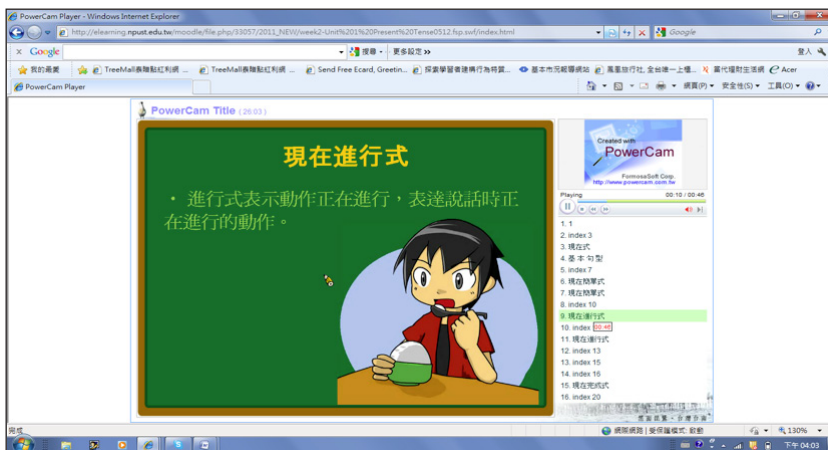 PowerCam Player - Windows Internet Explorer
http://elearning.npust.edu.tw/moodle/file.php/33057/2011_NEW/week2-Unit%201%20Present%20Tense0512.fsp.swf/index.html
Google
x Google
搜尋
更多設定 »
登入
我的最愛
TreeMall
TreeMall
Send Free Ecard, Greetin...
Acer
PowerCam Player
網頁(P)
安全性(S)
工具(O)
PowerCam Title (26:03)
現在進行式
• 進行式表示動作正在進行，表達說話時正
在進行的動作。
Created with
PowerCam
FormosaSoft Corp.
http://www.powercam.com.tw
Playing 00:10 / 00:46
1. 1
2. index 3
3. 現在式
4. 基本句型
5. index 7
6. 現在簡單式
7. 現在簡單式
8. index 10
9. 現在進行式
10. index 00:46
11. 現在進行式
12. index 13
13. index 15
14. index 16
15. 現在完成式
16. index 20
完成
網際網路 | 受保護模式: 啟動
130%
下午 04:03